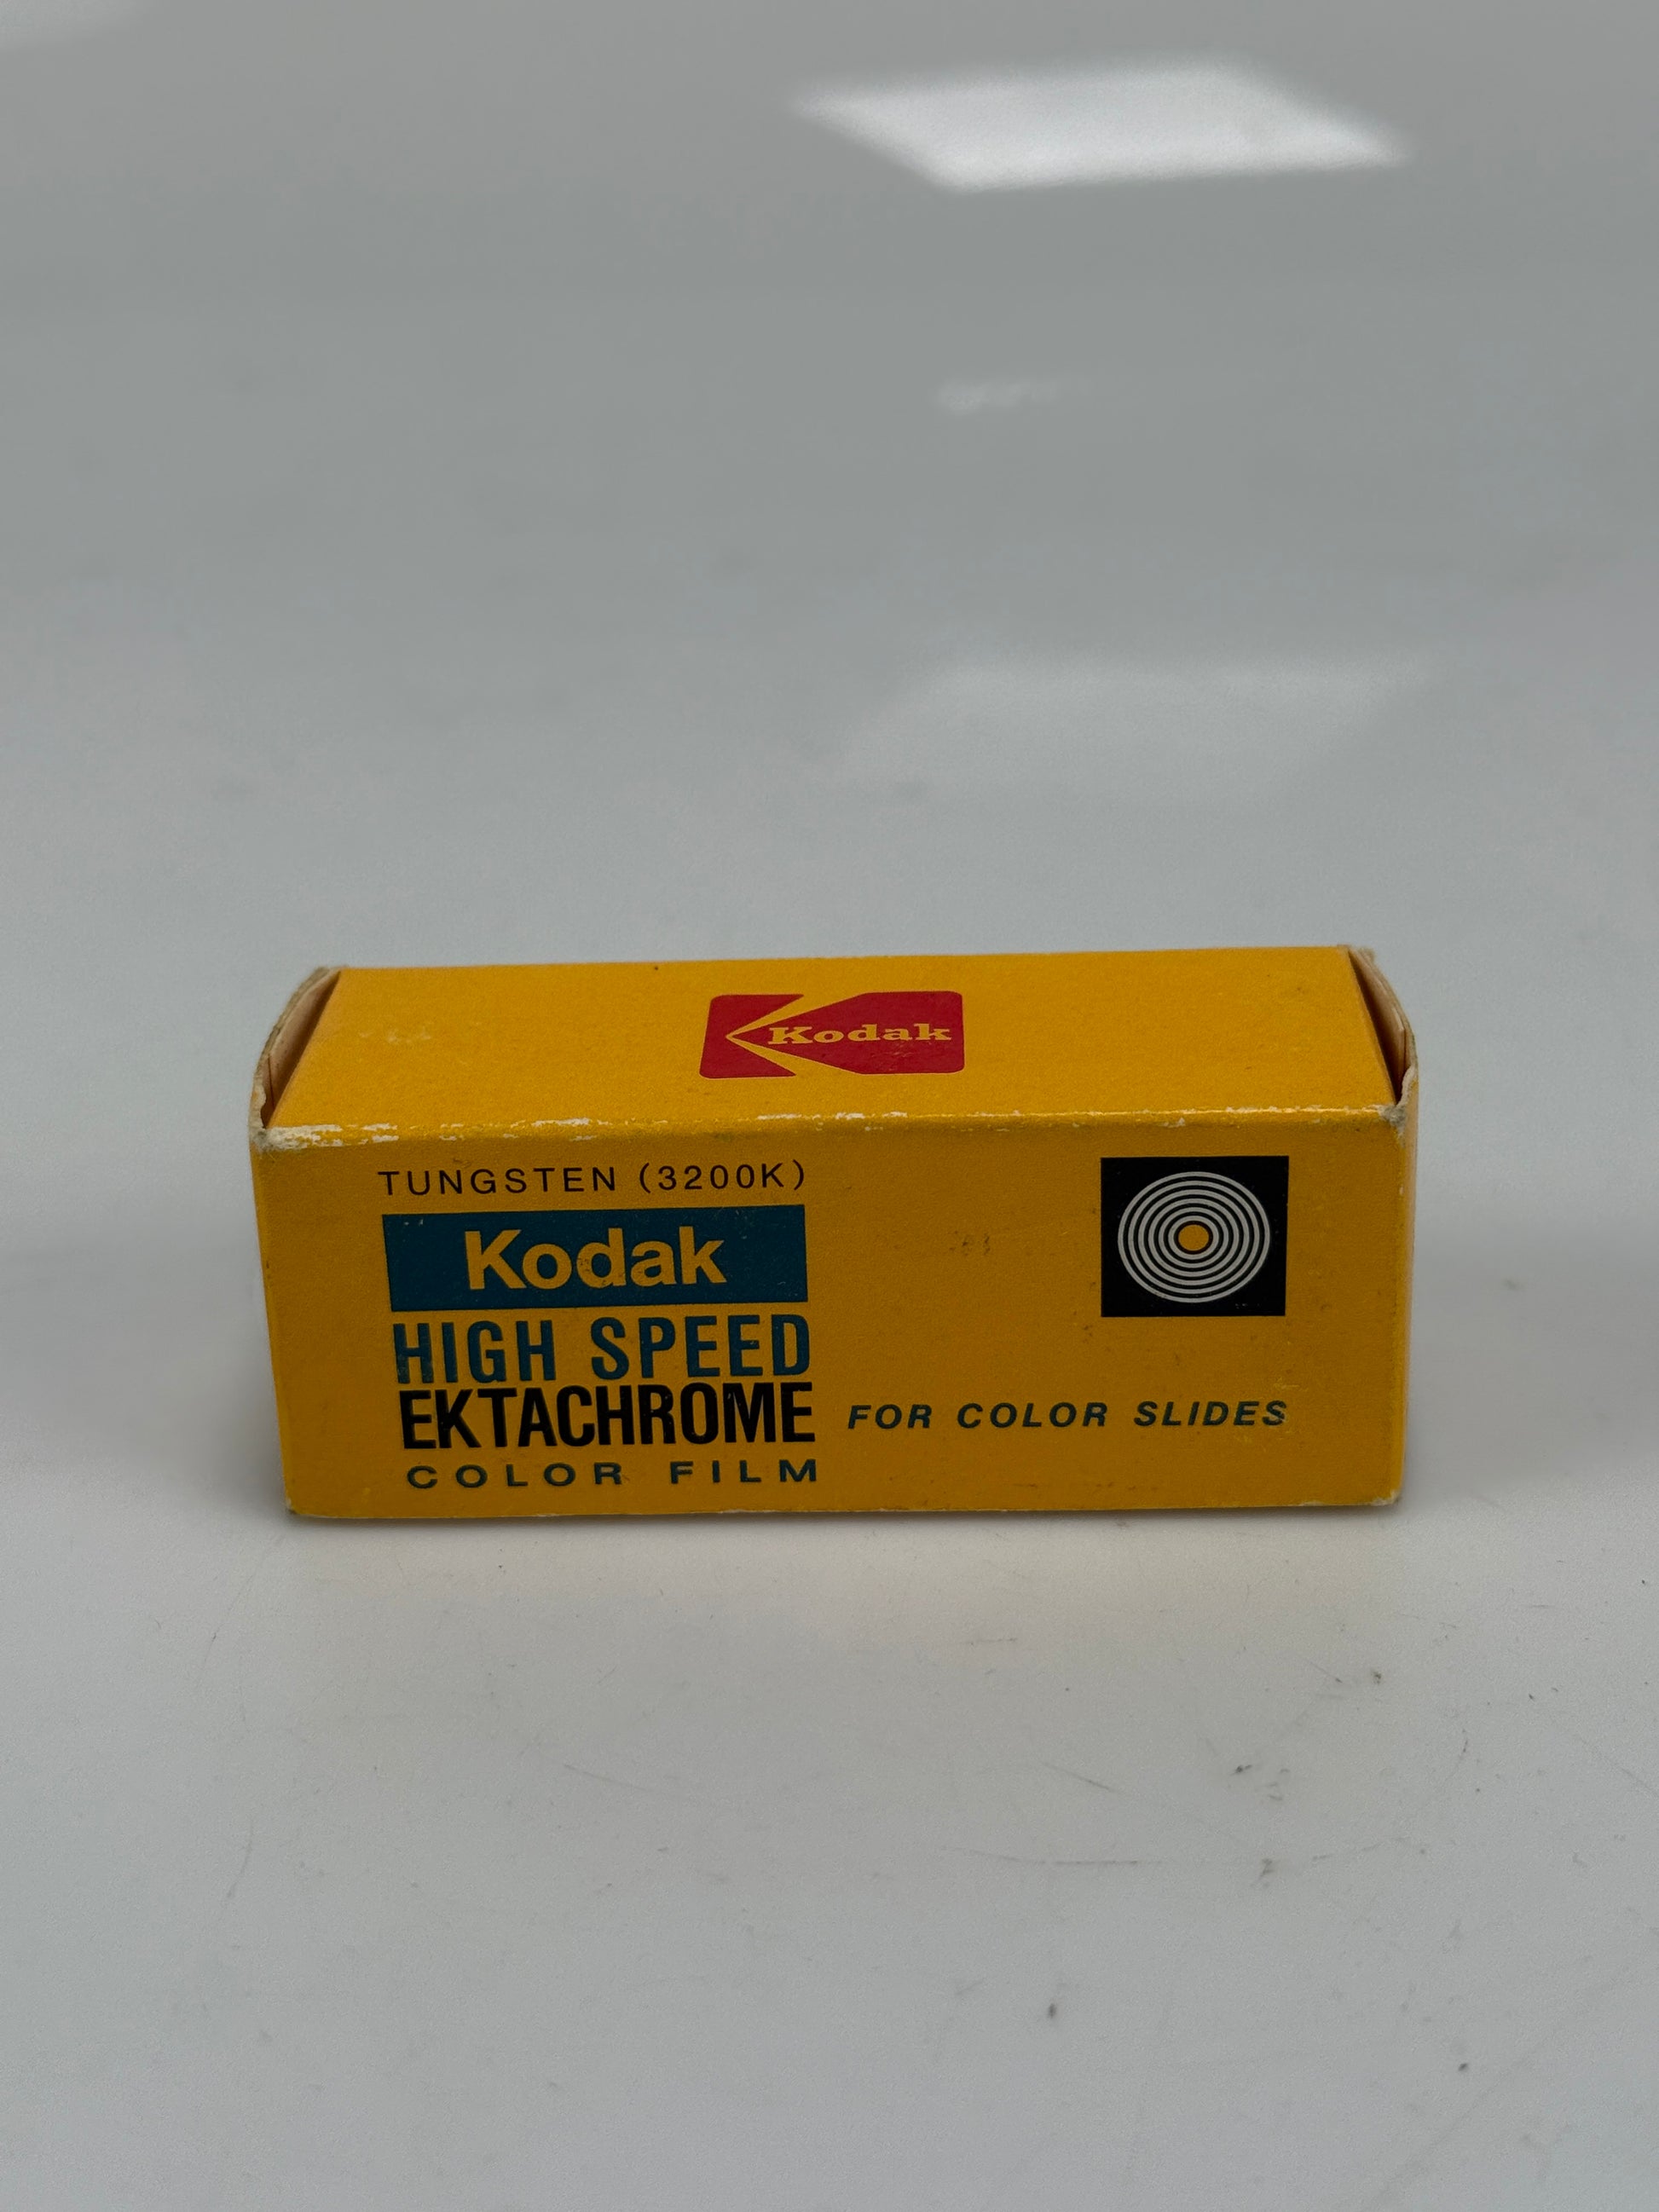 Kodak
TUNGSTEN (3200K)
Kodak
HIGH SPEED
EKTACHROME
FOR COLOR SLIDES
COLOR FILM